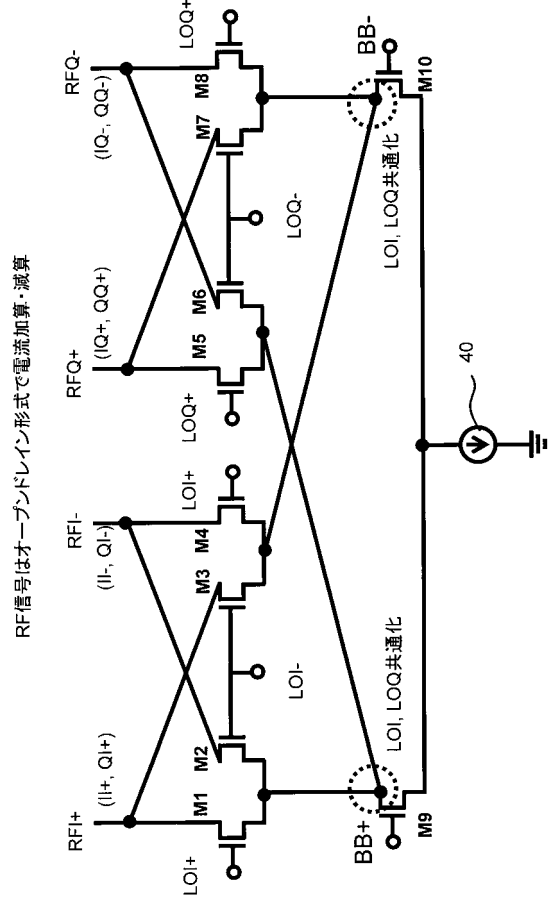 RF信号はオープンドレイン形式で電流加算・減算
RFI+
RFI-
RFQ+
RFQ-
(II+, QI+)
(II-, QI-)
(IQ+, QQ+)
(IQ-, QQ-)
LOI+
M1
M2
M3
M4
LOI+
LOQ+
M5
M6
M7
M8
LOQ+
LOI-
LOQ-
BB+
LOI, LOQ共通化
LOI, LOQ共通化
BB-
M9
M10
40